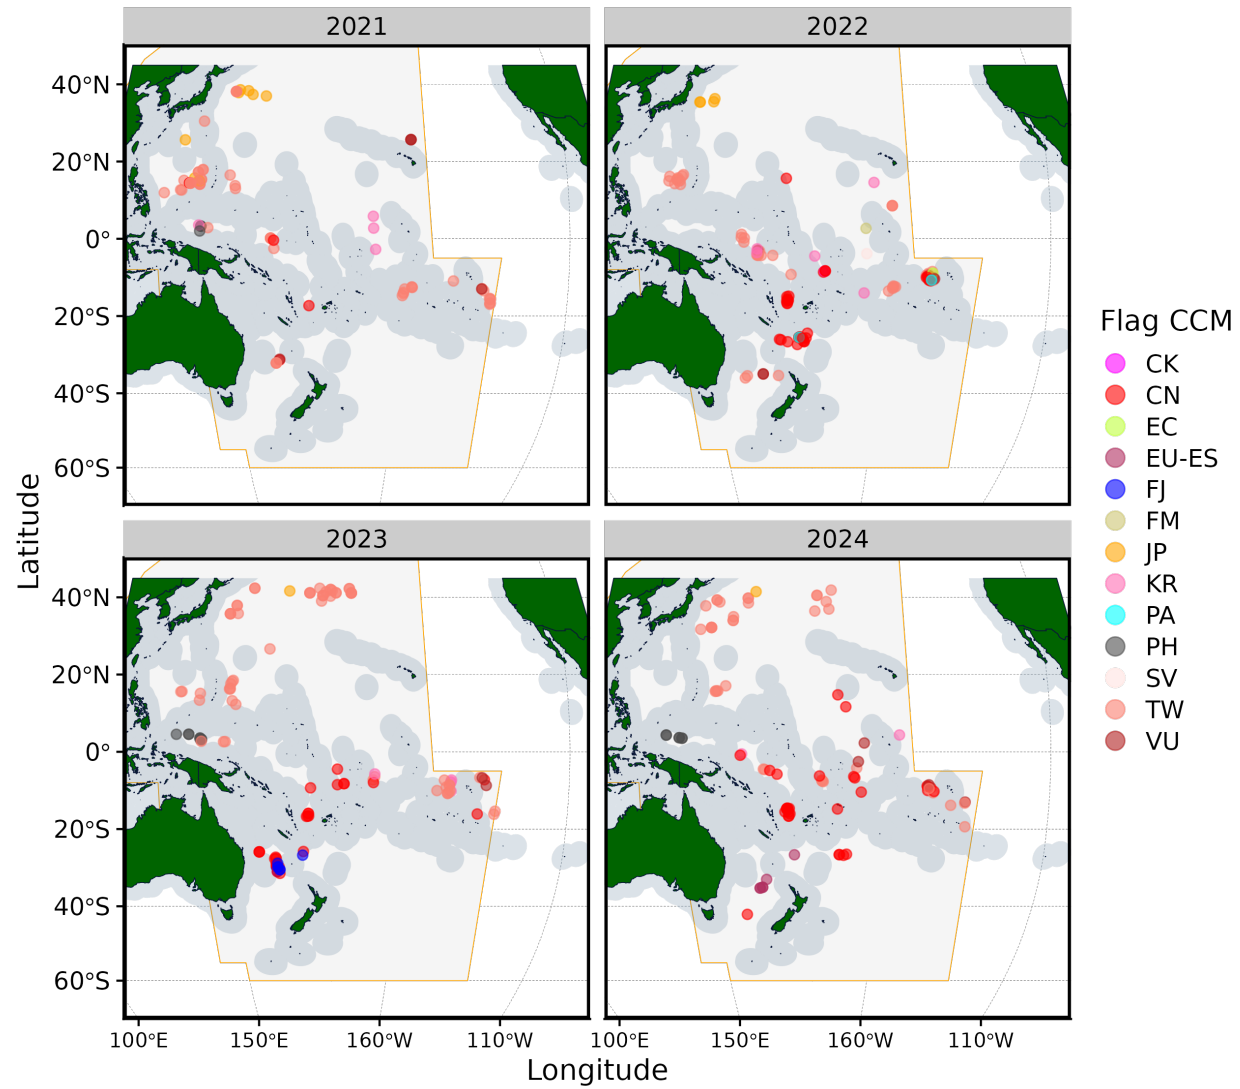 2021
2022
40°N
20°N
0°
20°S
40°S
60°S
2023
2024
40°N
20°N
0°
20°S
40°S
60°S
100°E
150°E
160°W
110°W
100°E
150°E
160°W
110°W
Longitude
Latitude
Flag CCM
CK
CN
EC
EU-ES
FJ
FM
JP
KR
PA
PH
SV
TW
VU